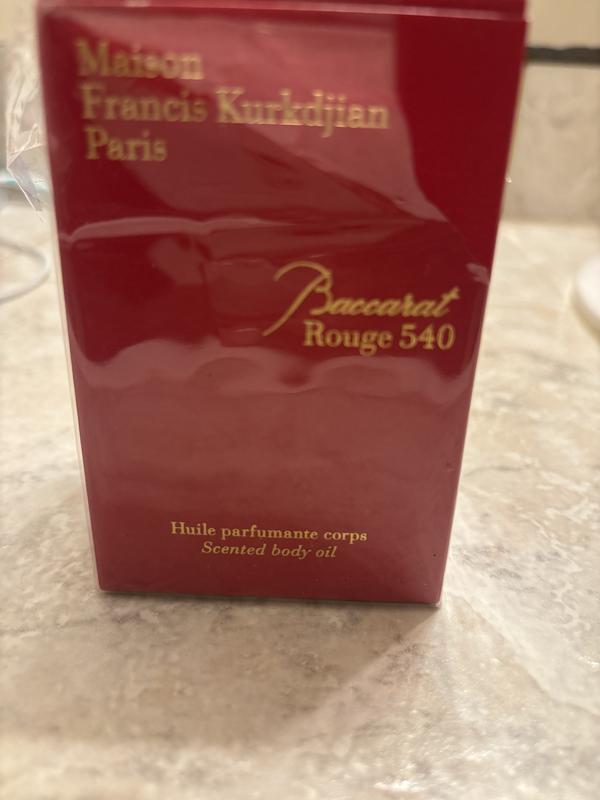 Maison
Francis Kurkdjian
Paris
Baccarat
Rouge 540
Huile parfumante corps
Scented body oil